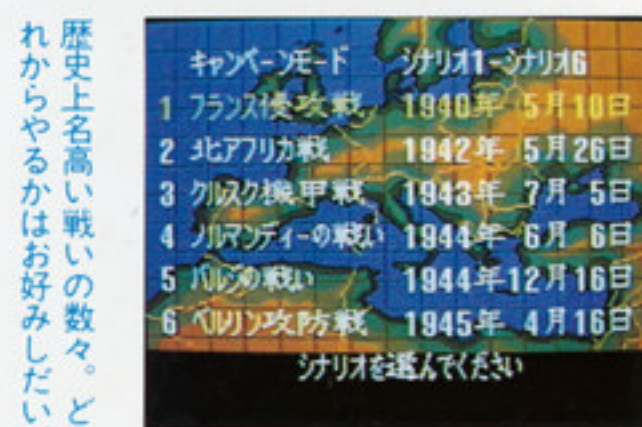 歴史上名高い戦いの数々。ど
れからやるかはお好みしだい
キャンペーンモード シナリオ1-シナリオ6
1 フランス侵攻戦 1940年 5月10日
2 北アフリカ戦 1942年 5月26日
3 クルスク機甲戦 1943年 7月 5日
4 ノルマンディーの戦い 1944年 6月 6日
5 バルジの戦い 1944年12月16日
6 ベルリン攻防戦 1945年 4月16日
シナリオを選んでください